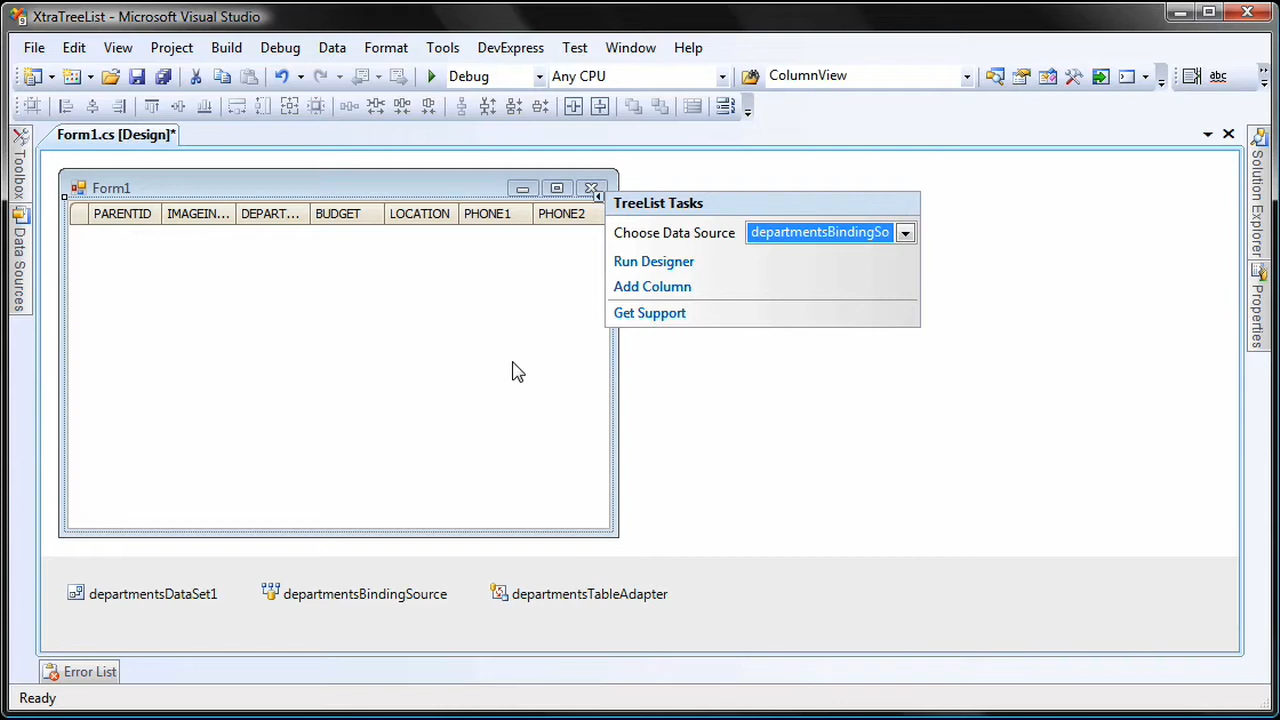 XtraTreeList - Microsoft Visual Studio
File Edit View Project Build Debug Data Format Tools DevExpress Test Window Help
Debug Any CPU ColumnView abc
Form1.cs [Design]*
Toolbox
Data Sources
Form1
PARENTID IMAGEIN... DEPART... BUDGET LOCATION PHONE1 PHONE2
TreeList Tasks
Choose Data Source departmentsBindingSo
Run Designer
Add Column
Get Support
Solution Explorer
Properties
departmentsDataSet1 departmentsBindingSource departmentsTableAdapter
Error List
Ready